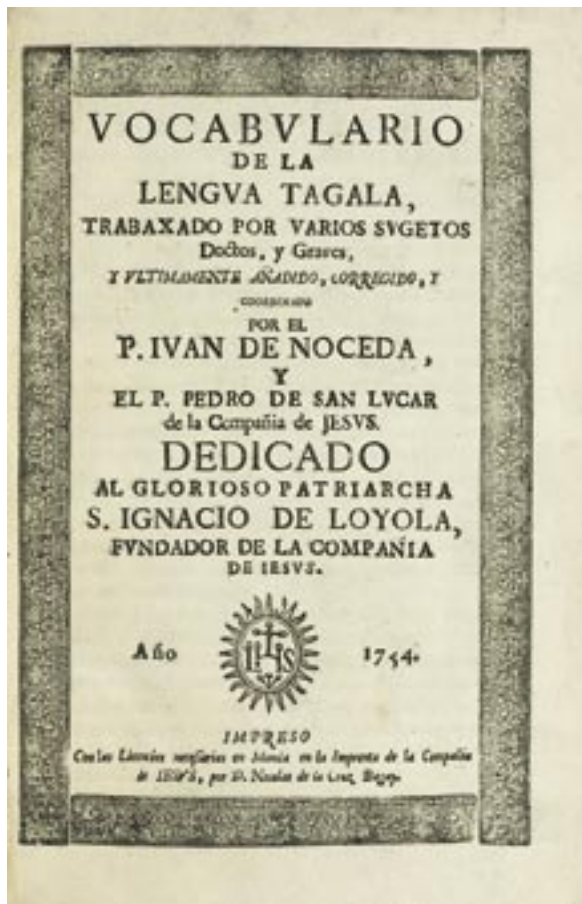 VOCABVLARIO
DE LA
LENGVA TAGALA,
TRABAXADO POR VARIOS SVGETOS
Doctos, y Graves,
Y VLTIMAMENTE AÑADIDO, CORREGIDO, Y
COORDINADO
POR EL
P. IVAN DE NOCEDA,
Y
EL P. PEDRO DE SAN LVCAR
de la Compañia de JESVS.
DEDICADO
AL GLORIOSO PATRIARCHA
S. IGNACIO DE LOYOLA,
FVNDADOR DE LA COMPAÑIA
DE IESVS.
Año IHS 1754.
IMPRESO
Con las Licencias necessarias en Manila en la Imprenta de la Compañia
de IESVS, por D. Nicolas de la Cruz Bagay.